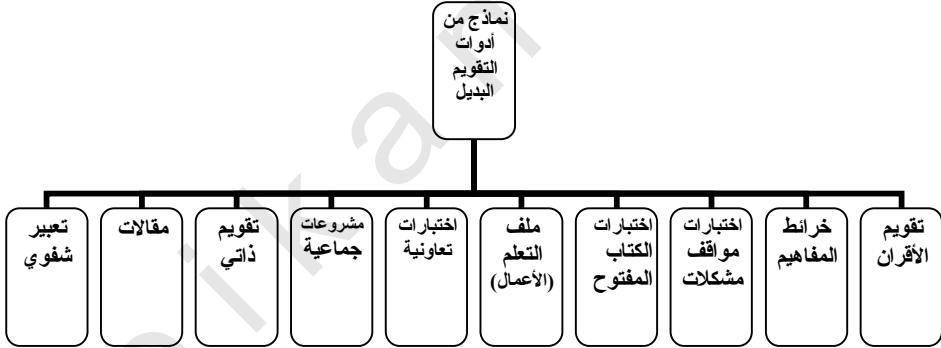 نماذج من
أدوات
التقويم
البديل
تقويم
الأقران
خرائط
المفاهيم
اختبارات
مواقف
مشكلات
اختبارات
الكتاب
المفتوح
ملف
التعلم
(الأعمال)
اختبارات
تعاونية
مشروعات
جماعية
تقويم
ذاتي
مقالات
تعبير
شفوي